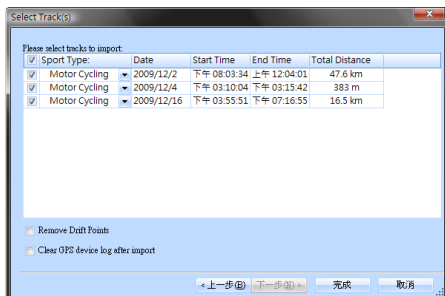 Select Track(s)
Please select tracks to import:
Sport Type: Date Start Time End Time Total Distance
Motor Cycling 2009/12/2 下午 08:03:34 上午 12:04:01 47.6 km
Motor Cycling 2009/12/4 下午 03:10:04 下午 03:15:42 383 m
Motor Cycling 2009/12/16 下午 03:55:51 下午 07:16:55 16.5 km
Remove Drift Points
Clear GPS device log after import
<上一步(B) 下一步(N)> 完成 取消